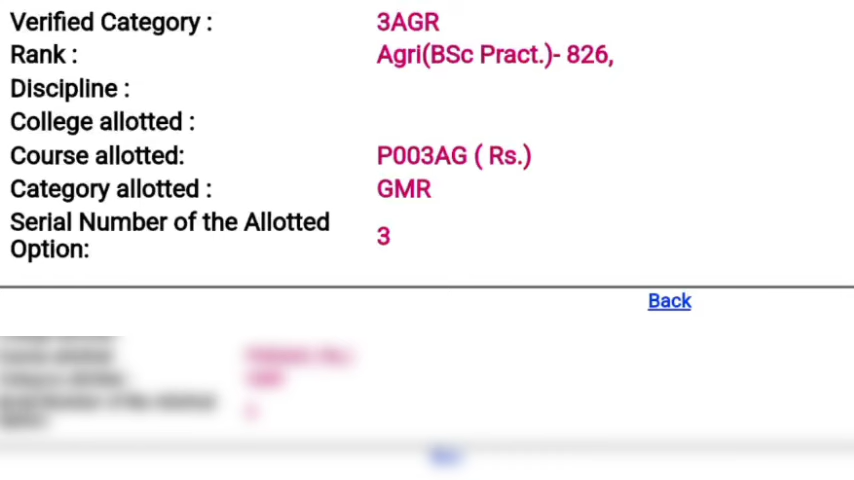 Verified Category : 3AGR
Rank : Agri(BSc Pract.)- 826,
Discipline :
College allotted :
Course allotted: P003AG ( Rs.)
Category allotted : GMR
Serial Number of the Allotted
Option: 3
Back